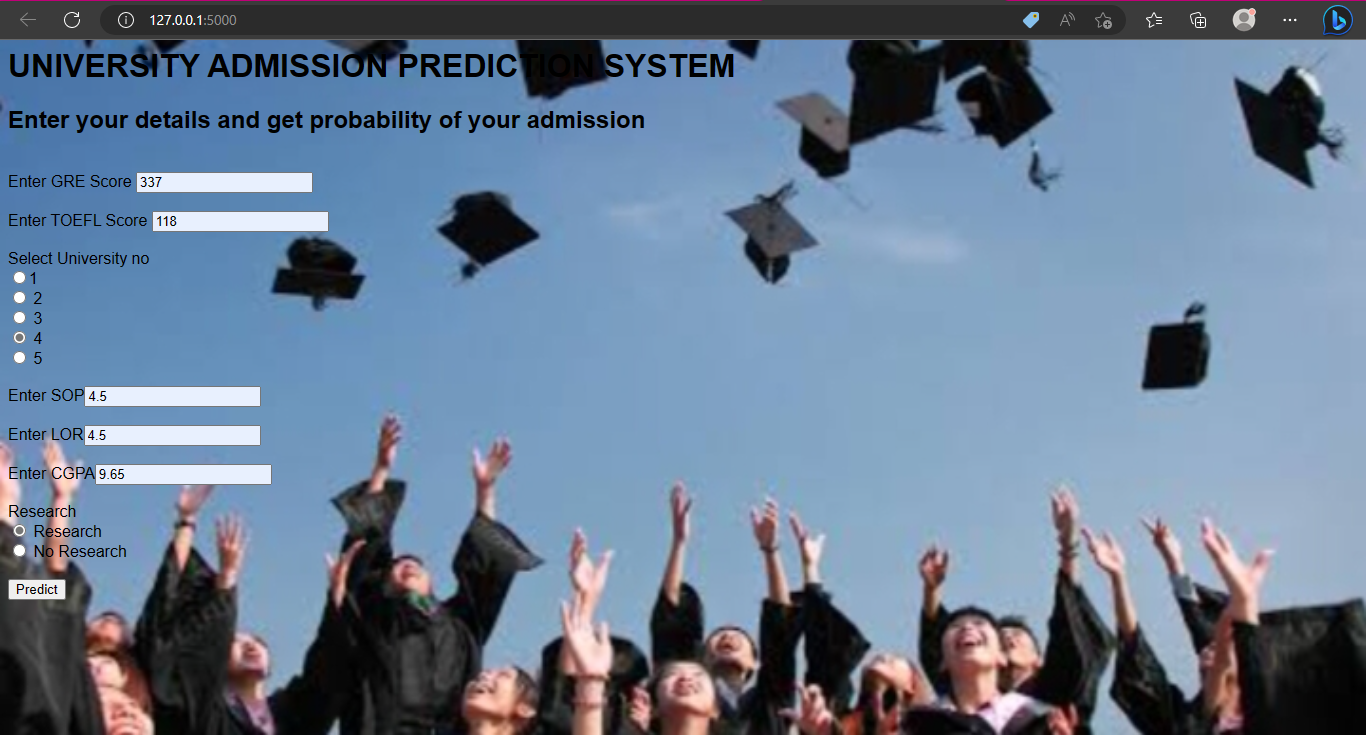 127.0.0.1:5000
UNIVERSITY ADMISSION PREDICTION SYSTEM
Enter your details and get probability of your admission
Enter GRE Score 337
Enter TOEFL Score 118
Select University no
1
2
3
4
5
Enter SOP 4.5
Enter LOR 4.5
Enter CGPA 9.65
Research
Research
No Research
Predict